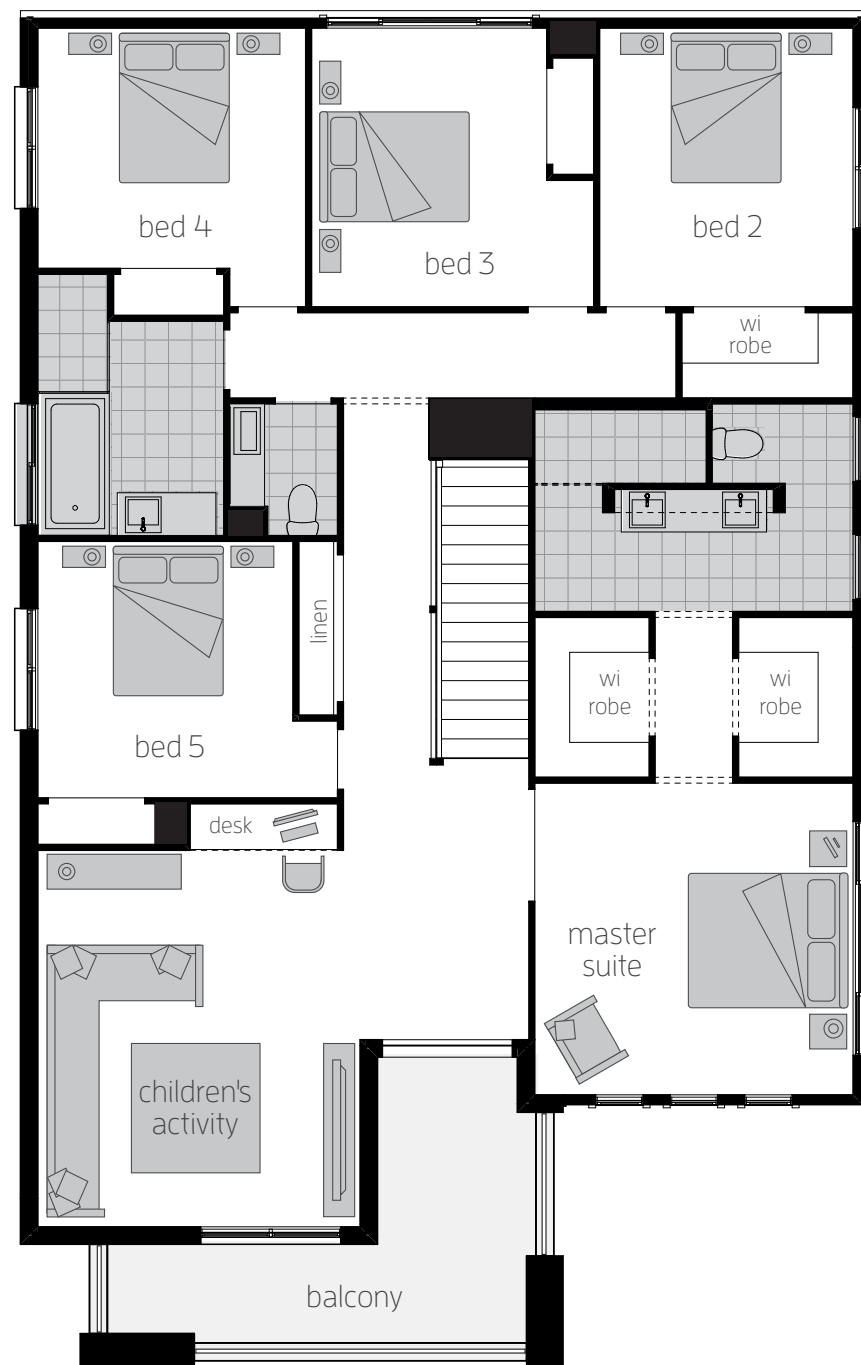 bed 4
bed 3
bed 2
wi
robe
linen
wi
robe
wi
robe
bed 5
desk
master
suite
children's
activity
balcony